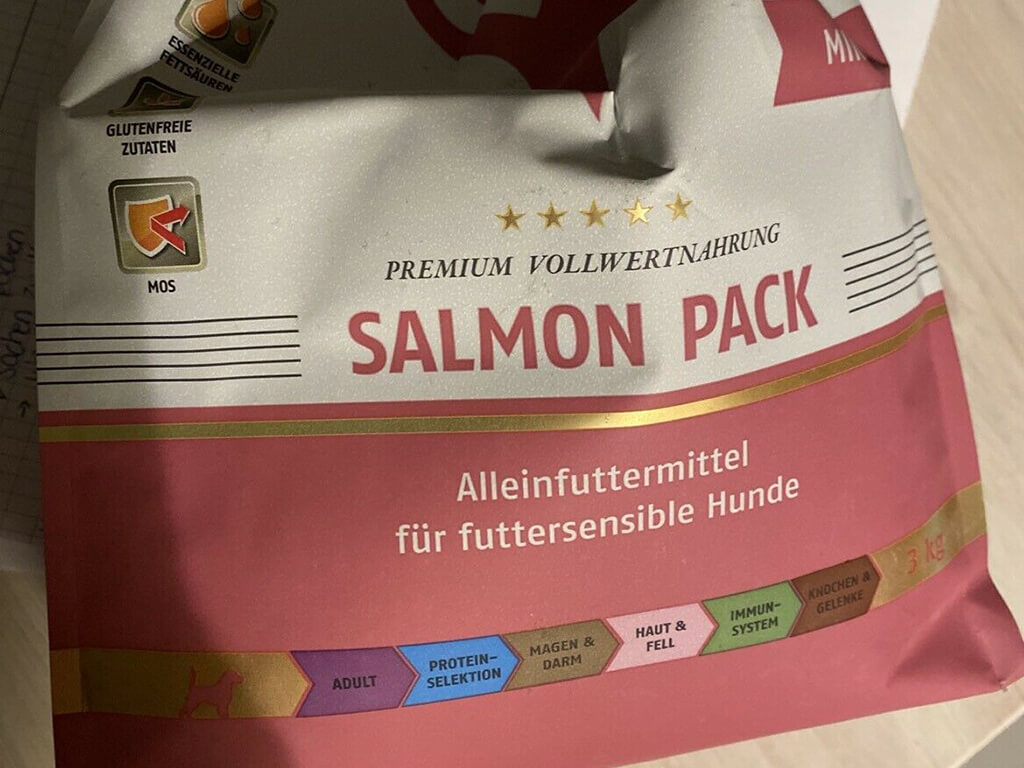 ESSENZIELLE
FETTSÄUREN
GLUTENFREIE
ZUTATEN
MOS
PREMIUM VOLLWERTNAHRUNG
SALMON PACK
Alleinfuttermittel
für futtersensible Hunde
3 kg
ADULT
PROTEIN-
SELEKTION
MAGEN &
DARM
HAUT &
FELL
IMMUN-
SYSTEM
KNOCHEN &
GELENKE